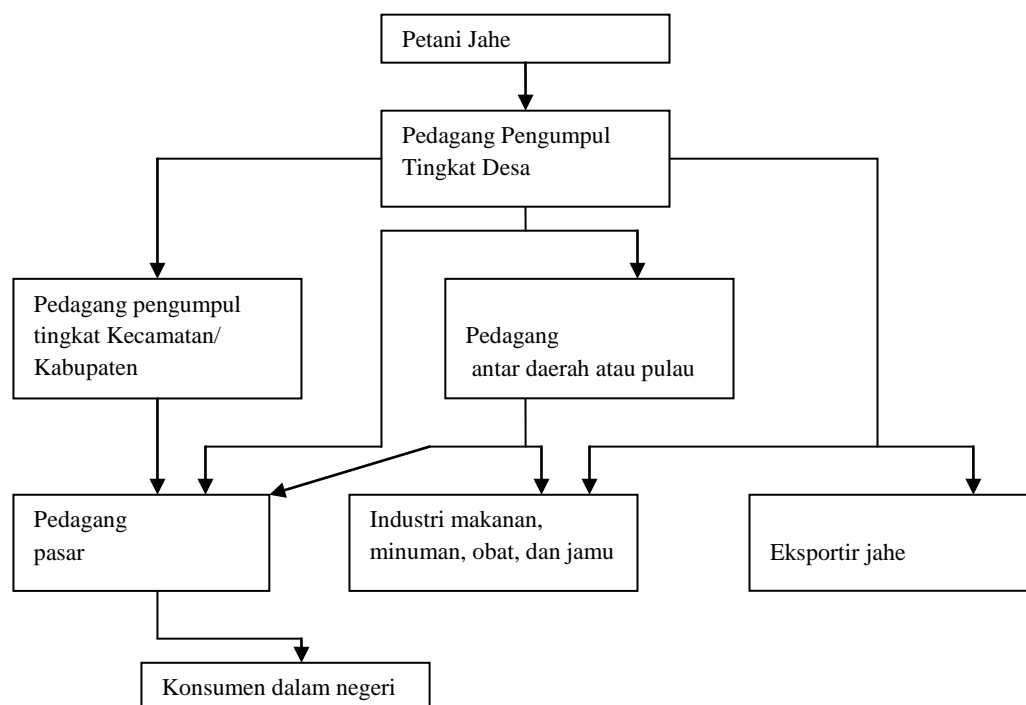 Petani Jahe
Pedagang Pengumpul
Tingkat Desa
Pedagang pengumpul
tingkat Kecamatan/
Kabupaten
Pedagang
antar daerah atau pulau
Pedagang
pasar
Industri makanan,
minuman, obat, dan jamu
Eksportir jahe
Konsumen dalam negeri